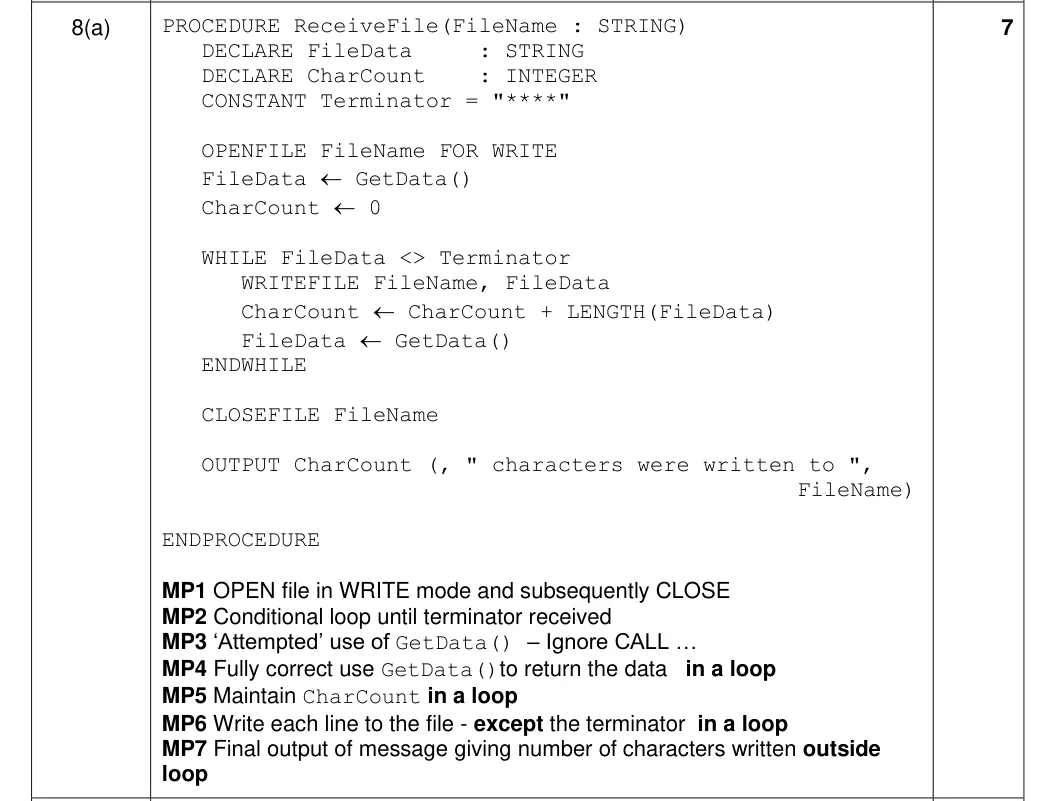 8(a)
PROCEDURE ReceiveFile(FileName : STRING)
7
DECLARE FileData : STRING
DECLARE CharCount : INTEGER
CONSTANT Terminator = "****"
OPENFILE FileName FOR WRITE
FileData ← GetData()
CharCount ← 0
WHILE FileData <> Terminator
WRITEFILE FileName, FileData
CharCount ← CharCount + LENGTH(FileData)
FileData ← GetData()
ENDWHILE
CLOSEFILE FileName
OUTPUT CharCount (, " characters were written to ",
FileName)
ENDPROCEDURE
MP1 OPEN file in WRITE mode and subsequently CLOSE
MP2 Conditional loop until terminator received
MP3 ‘Attempted’ use of GetData() – Ignore CALL …
MP4 Fully correct use GetData()to return the data in a loop
MP5 Maintain CharCount in a loop
MP6 Write each line to the file - except the terminator in a loop
MP7 Final output of message giving number of characters written outside
loop